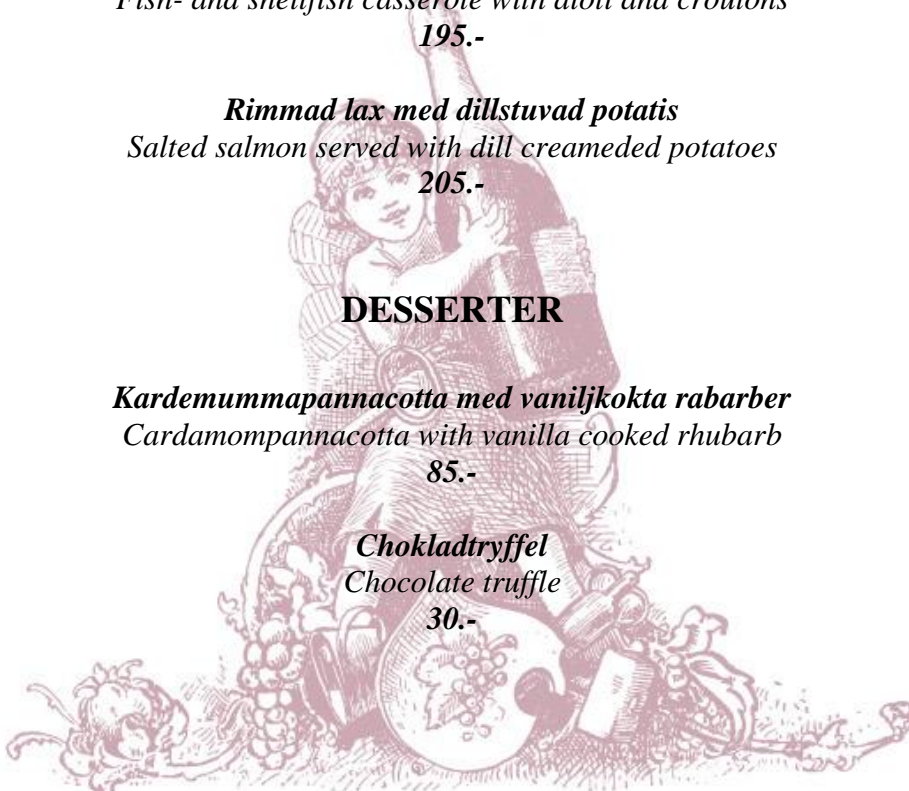 Fish- and shellfish casserole with aioli and croutons
195.-
Rimmad lax med dillstuvad potatis
Salted salmon served with dill creameded potatoes
205.-
DESSERTER
Kardemummapannacotta med vaniljkokta rabarber
Cardamompannacotta with vanilla cooked rhubarb
85.-
Chokladtryffel
Chocolate truffle
30.-